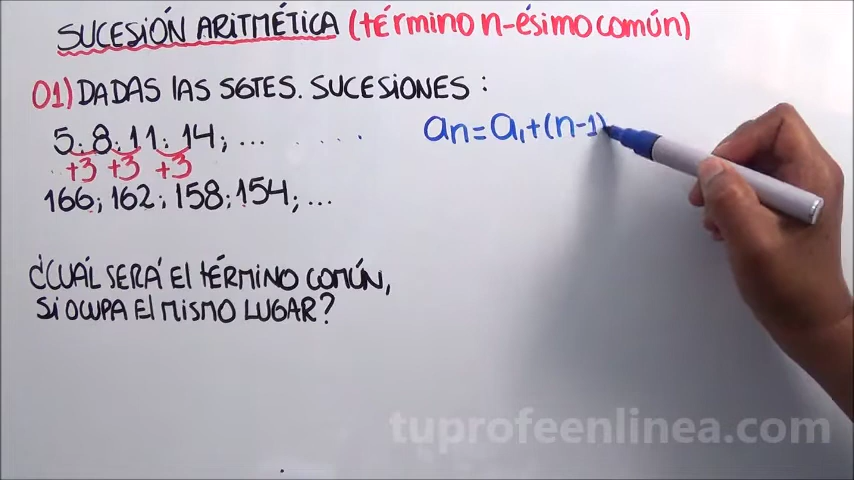 SUCESIÓN ARITMÉTICA (término n-ésimo común)
01) DADAS LAS SGTES. SUCESIONES :
5; 8; 11; 14; ...
+3 +3 +3
an=a1+(n-1)
166; 162; 158; 154; ...
¿CUÁL SERÁ El TÉRMINO COMÚN,
Si OCUPA El MISMO LUGAR?
tuprofeenlinea.com